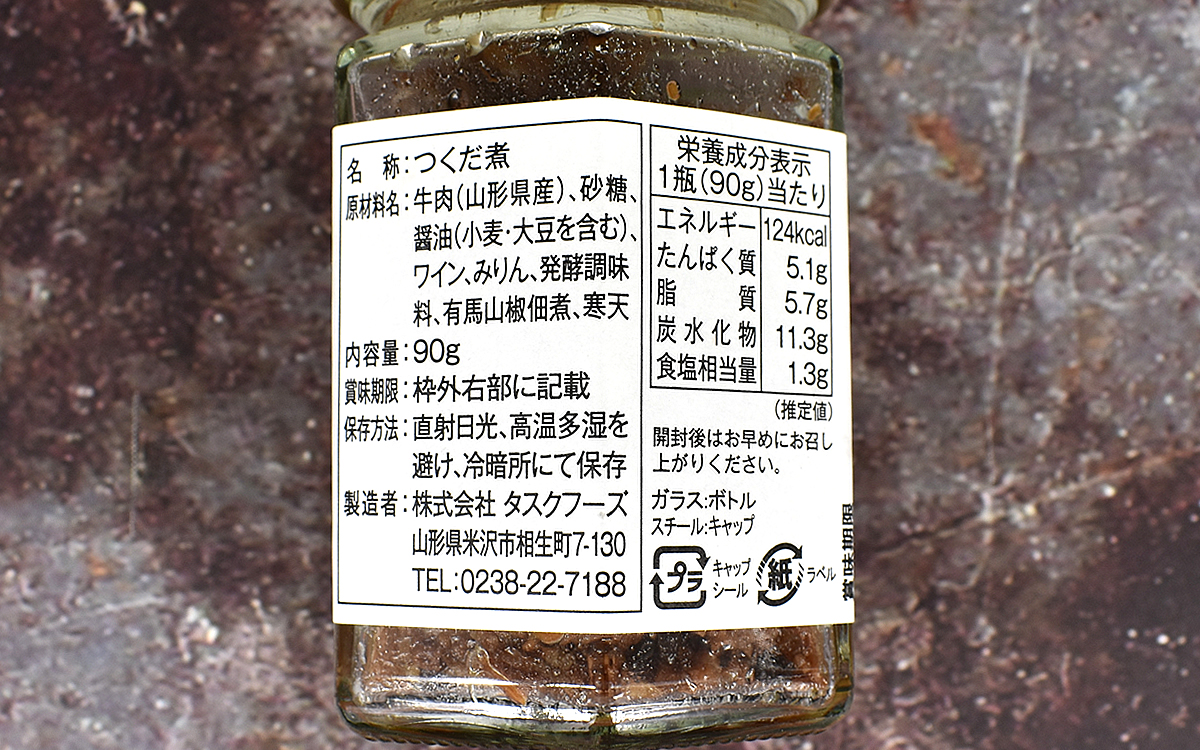 名　称：つくだ煮
原材料名：牛肉（山形県産）、砂糖、
醤油（小麦・大豆を含む）、
ワイン、みりん、発酵調味
料、有馬山椒佃煮、寒天
内容量：90g
賞味期限：枠外右部に記載
保存方法：直射日光、高温多湿を
避け、冷暗所にて保存
製造者：株式会社 タスクフーズ
山形県米沢市相生町7-130
TEL：0238-22-7188
栄養成分表示
1瓶（90g）当たり
エネルギー 124kcal
たんぱく質 5.1g
脂　質 5.7g
炭水化物 11.3g
食塩相当量 1.3g
（推定値）
開封後はお早めにお召し
上がりください。
ガラス：ボトル
スチール：キャップ
プラ キャップ
シール
紙 ラベル
賞味期限